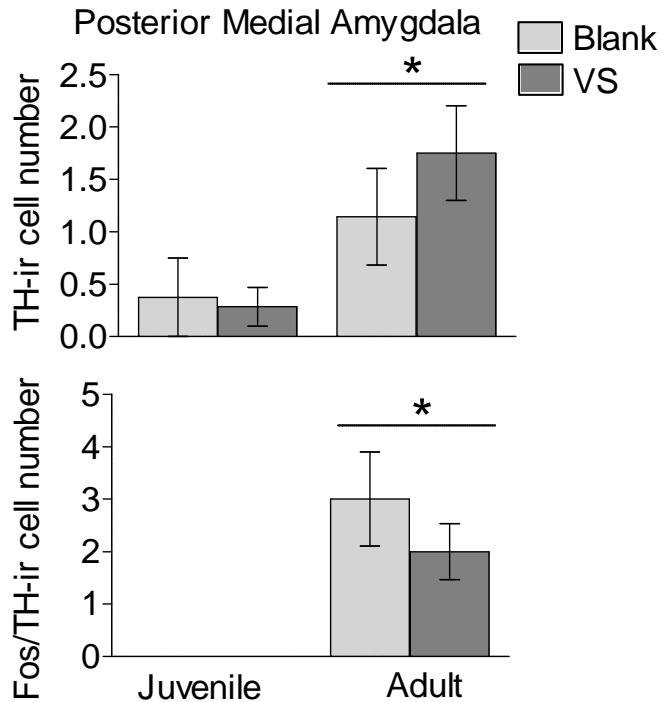 Posterior Medial Amygdala
Blank
VS
TH-ir cell number
2.5
2.0
1.5
1.0
0.5
0.0
*
Fos/TH-ir cell number
5
4
3
2
1
0
*
Juvenile
Adult